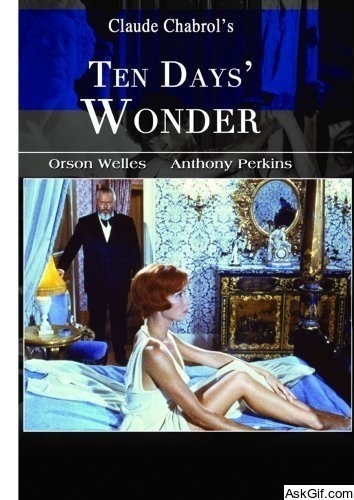 Claude Chabrol's
TEN DAYS'
WONDER
Orson Welles Anthony Perkins
AskGif.com